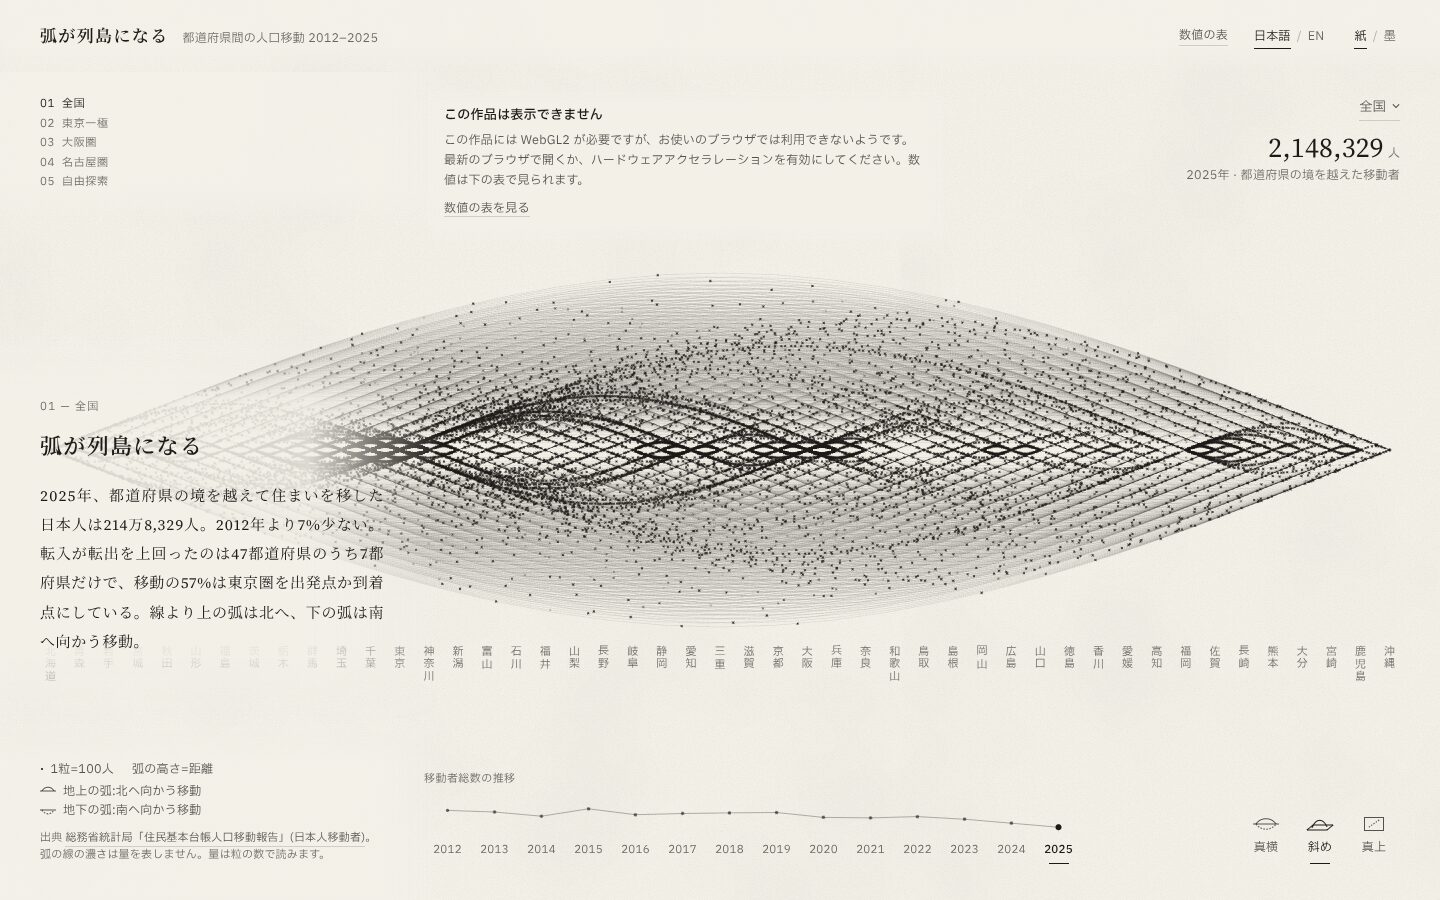 弧が列島になる 都道府県間の人口移動 2012–2025
数値の表 日本語 / EN 紙 / 墨
01 全国
02 東京一極
03 大阪圏
04 名古屋圏
05 自由探索
この作品は表示できません
この作品には WebGL2 が必要ですが、お使いのブラウザでは利用できないようです。
最新のブラウザで開くか、ハードウェアアクセラレーションを有効にしてください。数
値は下の表で見られます。
数値の表を見る
全国
2,148,329 人
2025年 · 都道府県の境を越えた移動者
01 — 全国
弧が列島になる
2025年、都道府県の境を越えて住まいを移した
日本人は214万8,329人。2012年より7%少ない。
転入が転出を上回ったのは47都道府県のうち7都
府県だけで、移動の57%は東京圏を出発点か到着
点にしている。線より上の弧は北へ、下の弧は南
へ向かう移動。
北海道 青森 岩手 宮城 秋田 山形 福島 茨城 栃木 群馬 埼玉 千葉 東京 神奈川 新潟 富山 石川 福井 山梨 長野 岐阜 静岡 愛知 三重 滋賀 京都 大阪 兵庫 奈良 和歌山 鳥取 島根 岡山 広島 山口 徳島 香川 愛媛 高知 福岡 佐賀 長崎 熊本 大分 宮崎 鹿児島 沖縄
1粒=100人 弧の高さ=距離
地上の弧:北へ向かう移動
地下の弧:南へ向かう移動
出典 総務省統計局「住民基本台帳人口移動報告」(日本人移動者)。
弧の線の濃さは量を表しません。量は粒の数で読みます。
移動者総数の推移
2012 2013 2014 2015 2016 2017 2018 2019 2020 2021 2022 2023 2024 2025
真横 斜め 真上